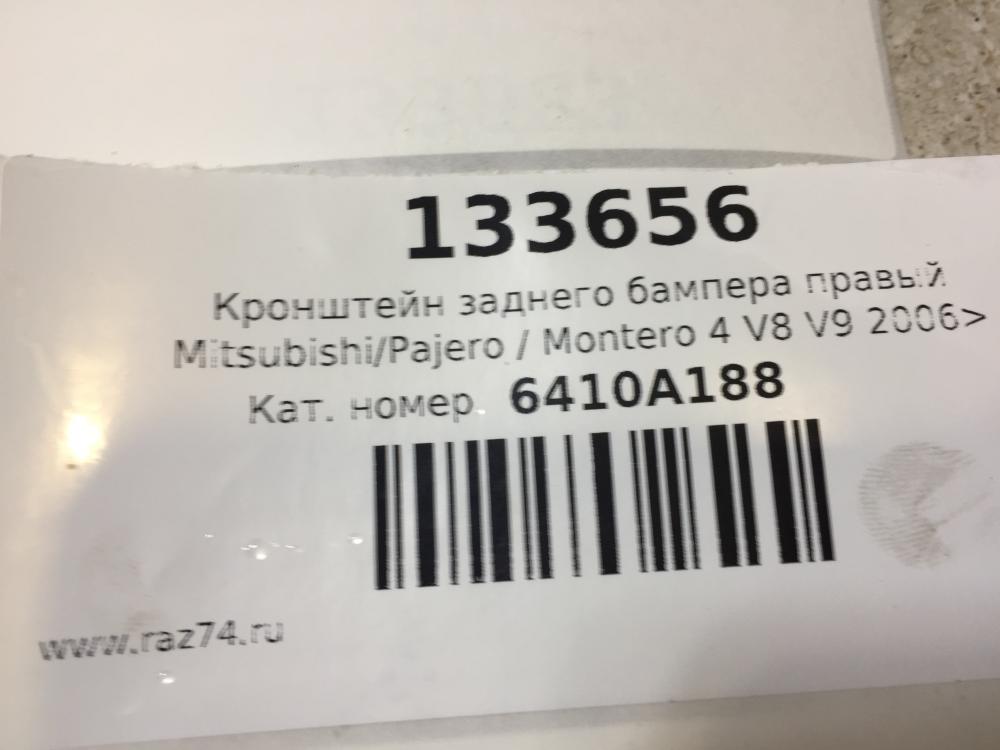 133656
Кронштейн заднего бампера правый
Mitsubishi/Pajero / Montero 4 V8 V9 2006>
Кат. номер 6410A188
www.raz74.ru